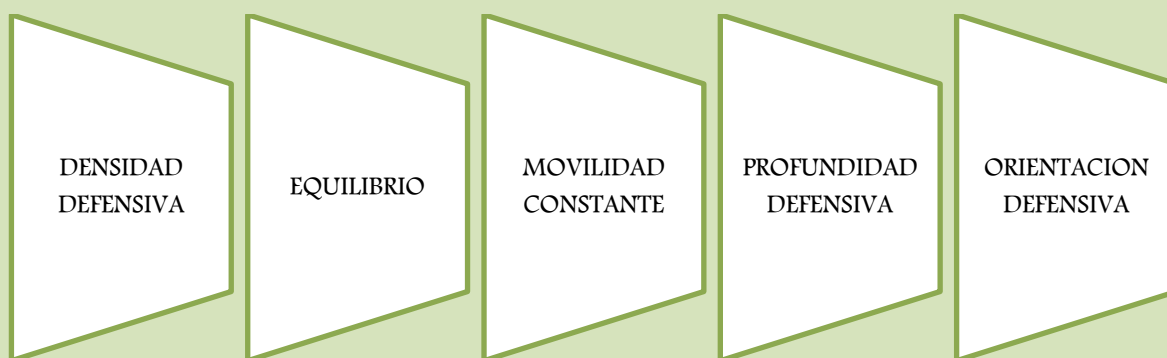 DENSIDAD
DEFENSIVA
EQUILIBRIO
MOVILIDAD
CONSTANTE
PROFUNDIDAD
DEFENSIVA
ORIENTACION
DEFENSIVA